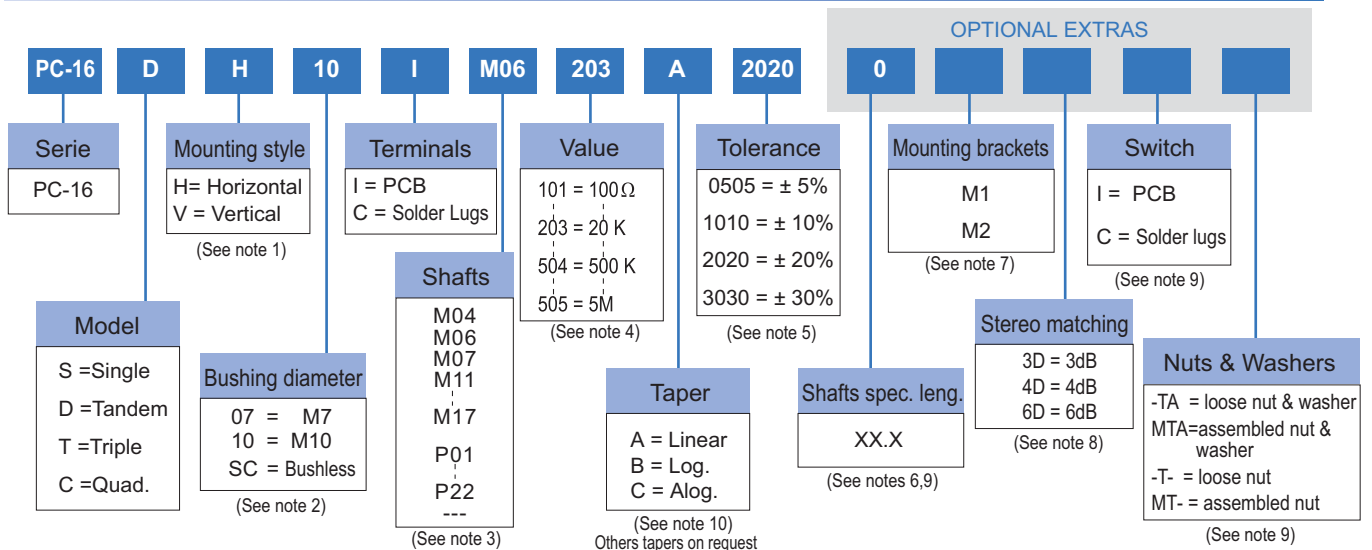 OPTIONAL EXTRAS
PC-16 D H 10 I M06 203 A 2020 0
Serie
PC-16
Mounting style
H= Horizontal
V = Vertical
(See note 1)
Terminals
I = PCB
C = Solder Lugs
Value
101 = 100Ω
203 = 20 K
504 = 500 K
505 = 5M
(See note 4)
Tolerance
0505 = ± 5%
1010 = ± 10%
2020 = ± 20%
3030 = ± 30%
(See note 5)
Mounting brackets
M1
M2
(See note 7)
Switch
I = PCB
C = Solder lugs
(See note 9)
Model
S =Single
D =Tandem
T =Triple
C =Quad.
Bushing diameter
07 = M7
10 = M10
SC = Bushless
(See note 2)
Shafts
M04
M06
M07
M11
M17
P01
P22
---
(See note 3)
Taper
A = Linear
B = Log.
C = Alog.
(See note 10)
Others tapers on request
Shafts spec. leng.
XX.X
(See notes 6,9)
Stereo matching
3D = 3dB
4D = 4dB
6D = 6dB
(See note 8)
Nuts & Washers
-TA = loose nut & washer
MTA=assembled nut &
washer
-T- = loose nut
MT- = assembled nut
(See note 9)